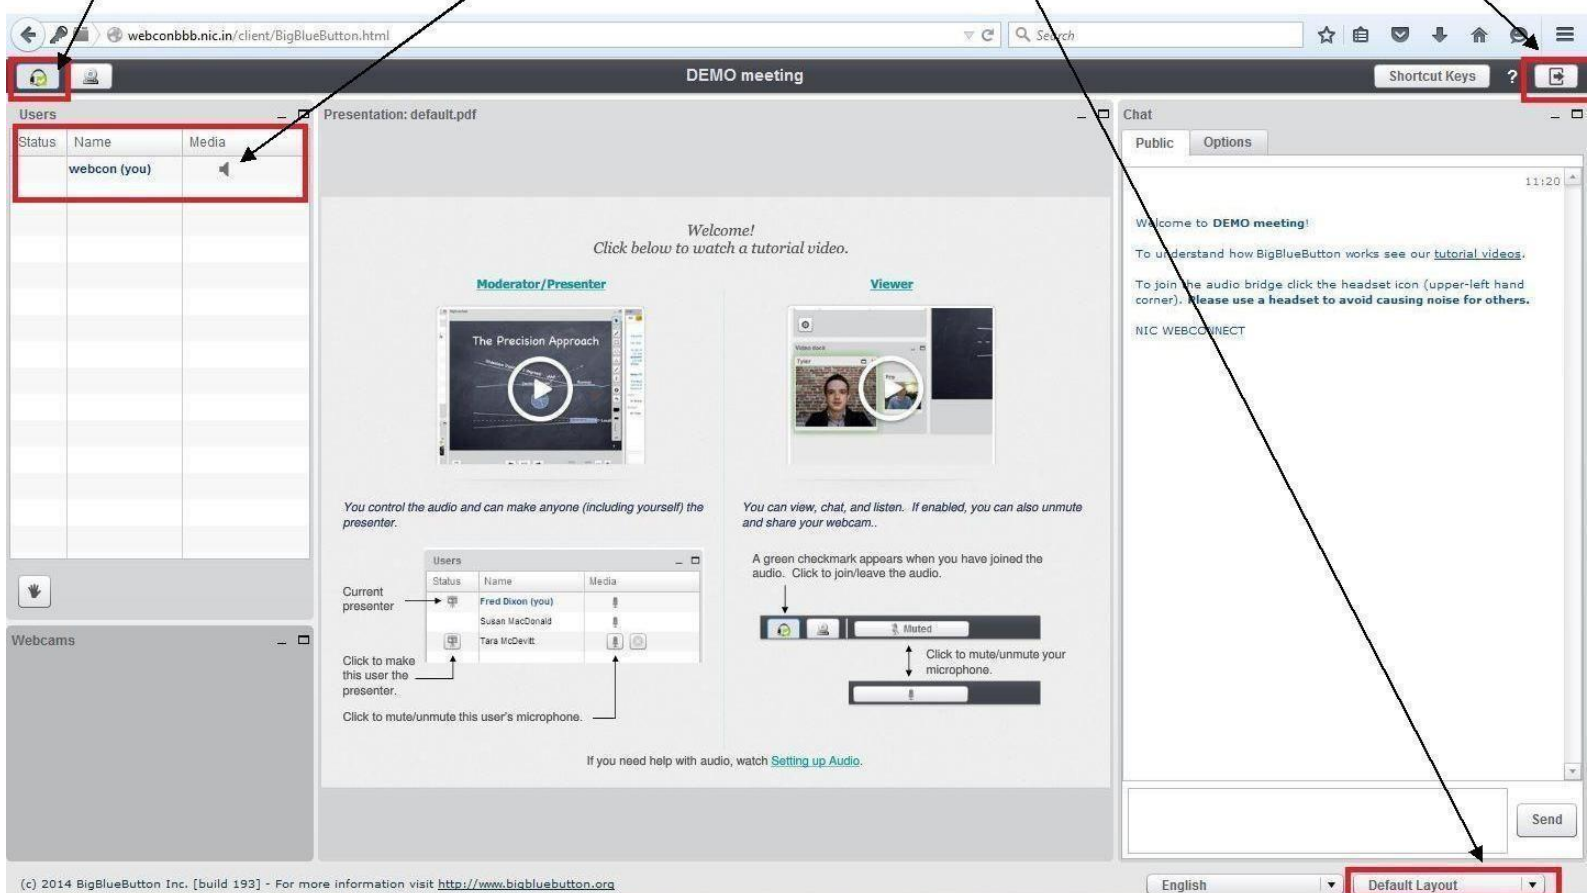 webconbbb.nic.in/client/BigBlueButton.html
Search
DEMO meeting
Shortcut Keys
?
Users
Status Name Media
webcon (you)
Webcams
Presentation: default.pdf
Welcome!
Click below to watch a tutorial video.
Moderator/Presenter
The Precision Approach
You control the audio and can make anyone (including yourself) the
presenter.
Users
Status Name Media
Current
presenter
Fred Dixon (you)
Susan MacDonald
Tara McDevitt
Click to make
this user the
presenter.
Click to mute/unmute this user's microphone.
Viewer
Video dock
Tyler
You can view, chat, and listen. If enabled, you can also unmute
and share your webcam..
A green checkmark appears when you have joined the
audio. Click to join/leave the audio.
Muted
Click to mute/unmute your
microphone.
If you need help with audio, watch Setting up Audio.
Chat
Public Options
11:20
Welcome to DEMO meeting!
To understand how BigBlueButton works see our tutorial videos.
To join the audio bridge click the headset icon (upper-left hand
corner). Please use a headset to avoid causing noise for others.
NIC WEBCONNECT
Send
(c) 2014 BigBlueButton Inc. [build 193] - For more information visit http://www.bigbluebutton.org
English
Default Layout